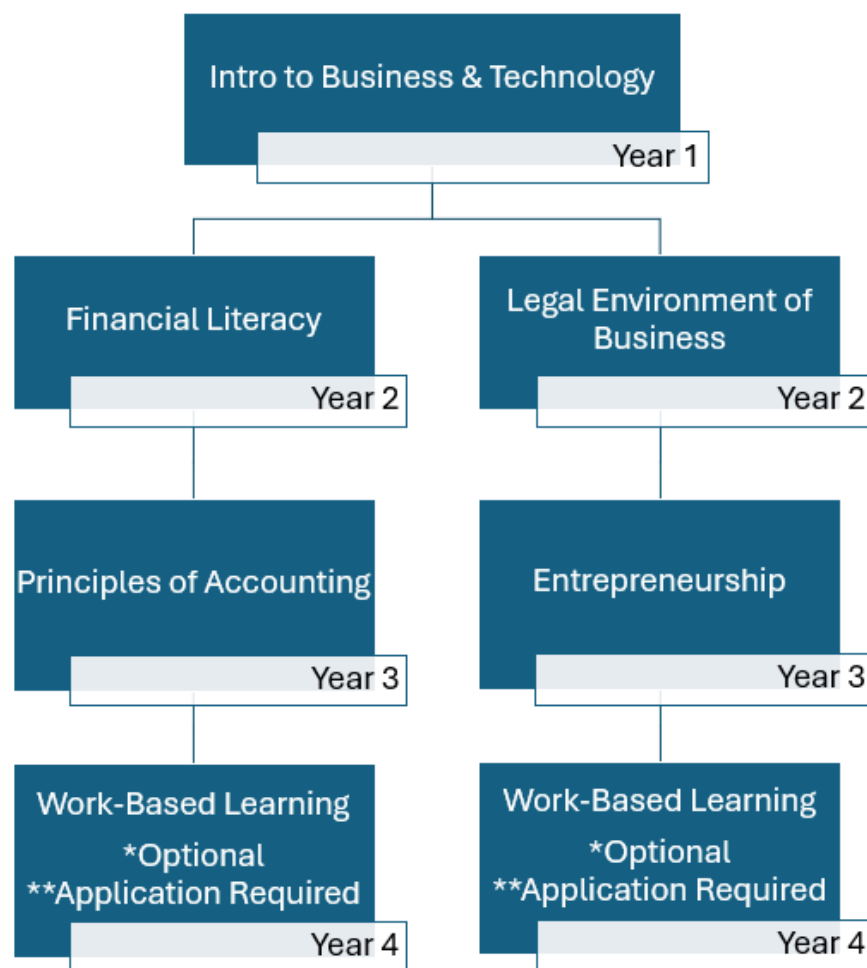 Intro to Business & Technology
Year 1
Financial Literacy
Year 2
Legal Environment of
Business
Year 2
Principles of Accounting
Year 3
Entrepreneurship
Year 3
Work-Based Learning
*Optional
**Application Required
Year 4
Work-Based Learning
*Optional
**Application Required
Year 4